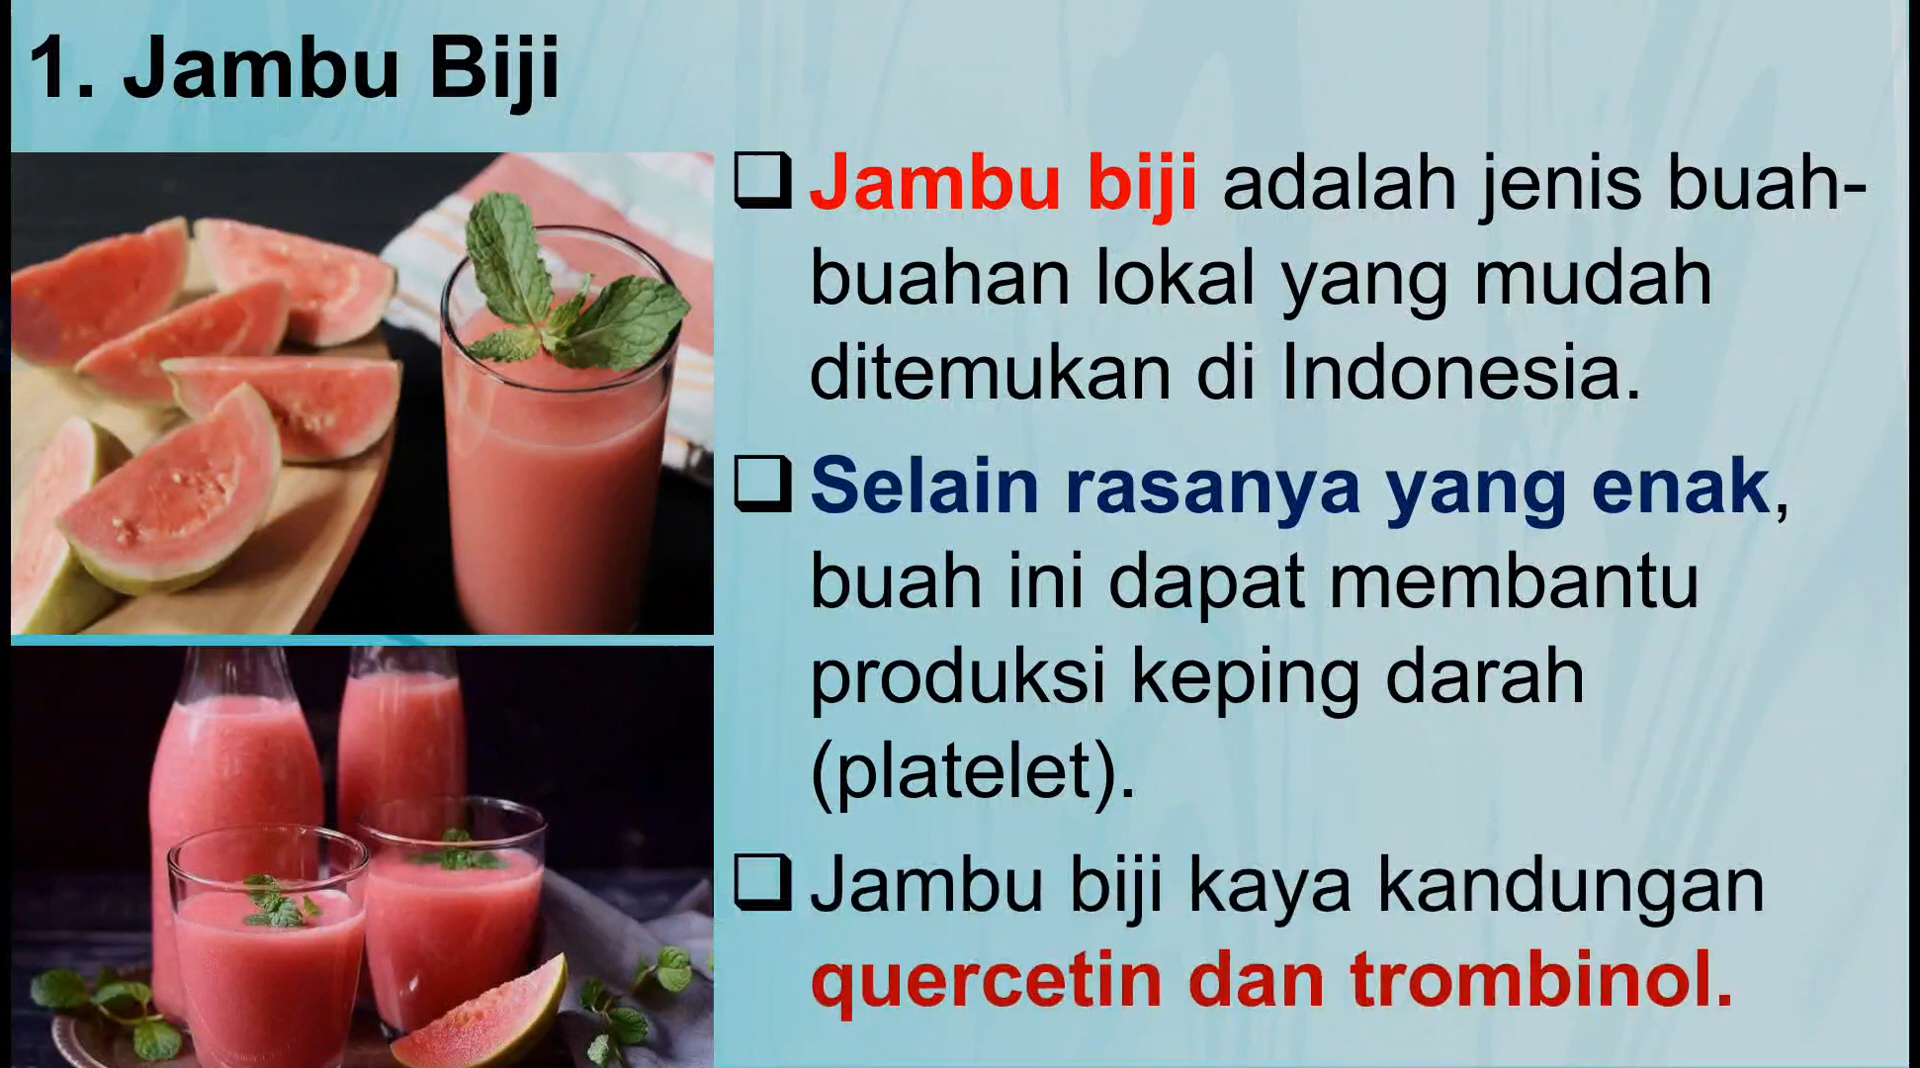 1. Jambu Biji
Jambu biji adalah jenis buah-
buahan lokal yang mudah
ditemukan di Indonesia.
Selain rasanya yang enak,
buah ini dapat membantu
produksi keping darah
(platelet).
Jambu biji kaya kandungan
quercetin dan trombinol.